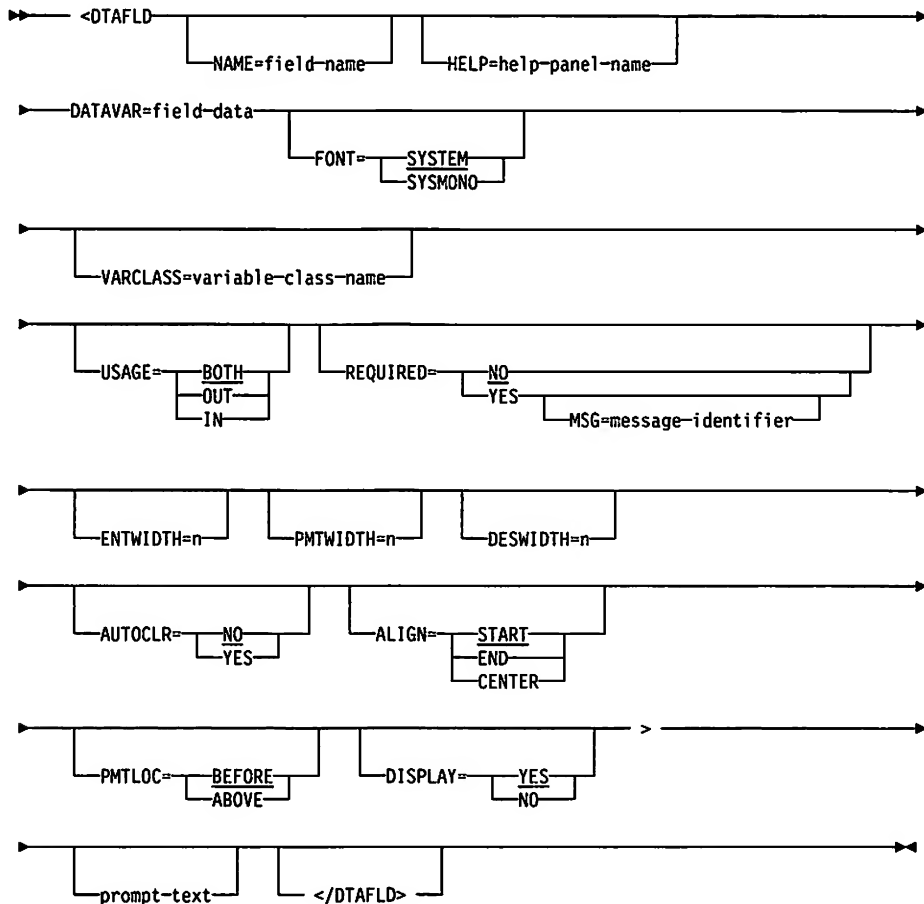 <DTAFLD
NAME=field-name HELP=help-panel-name
DATAVAR=field-data
FONT= SYSTEM
SYSMONO
VARCLASS=variable-class-name
USAGE= BOTH REQUIRED= NO
OUT YES
IN MSG=message-identifier
ENTWIDTH=n PMTWIDTH=n DESWIDTH=n
AUTOCLR= NO ALIGN= START
YES END
CENTER
>
PMTLOC= BEFORE DISPLAY= YES
ABOVE NO
prompt-text </DTAFLD>